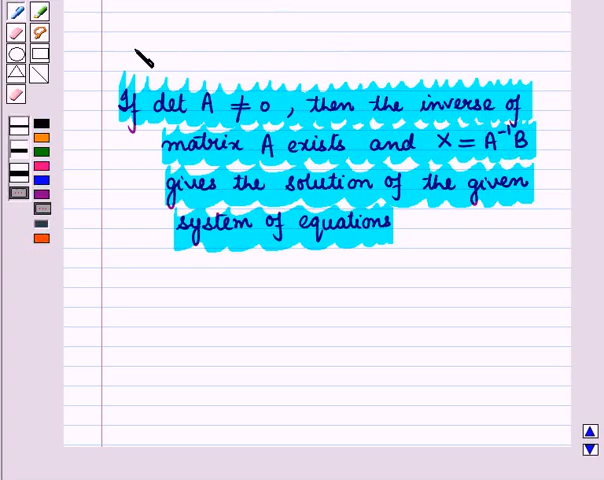 If det A ≠ 0, then the inverse of
matrix A exists and X = A⁻¹B
gives the solution of the given
system of equations